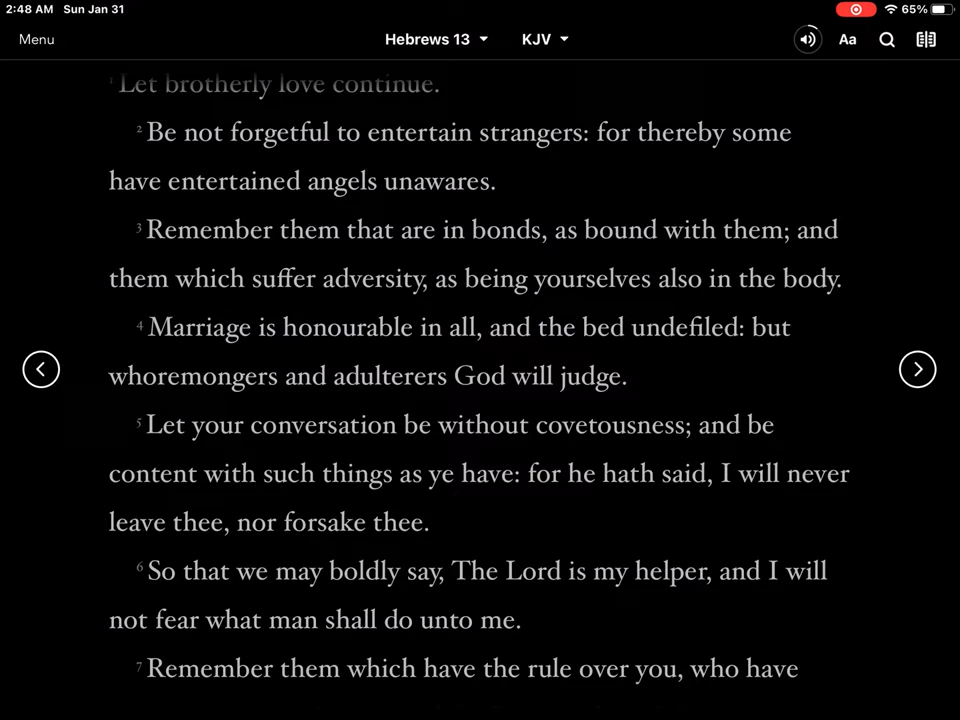 2:48 AM Sun Jan 31 65%
Menu Hebrews 13 KJV Aa
1 Let brotherly love continue.
2 Be not forgetful to entertain strangers: for thereby some
have entertained angels unawares.
3 Remember them that are in bonds, as bound with them; and
them which suffer adversity, as being yourselves also in the body.
4 Marriage is honourable in all, and the bed undefiled: but
whoremongers and adulterers God will judge.
5 Let your conversation be without covetousness; and be
content with such things as ye have: for he hath said, I will never
leave thee, nor forsake thee.
6 So that we may boldly say, The Lord is my helper, and I will
not fear what man shall do unto me.
7 Remember them which have the rule over you, who have